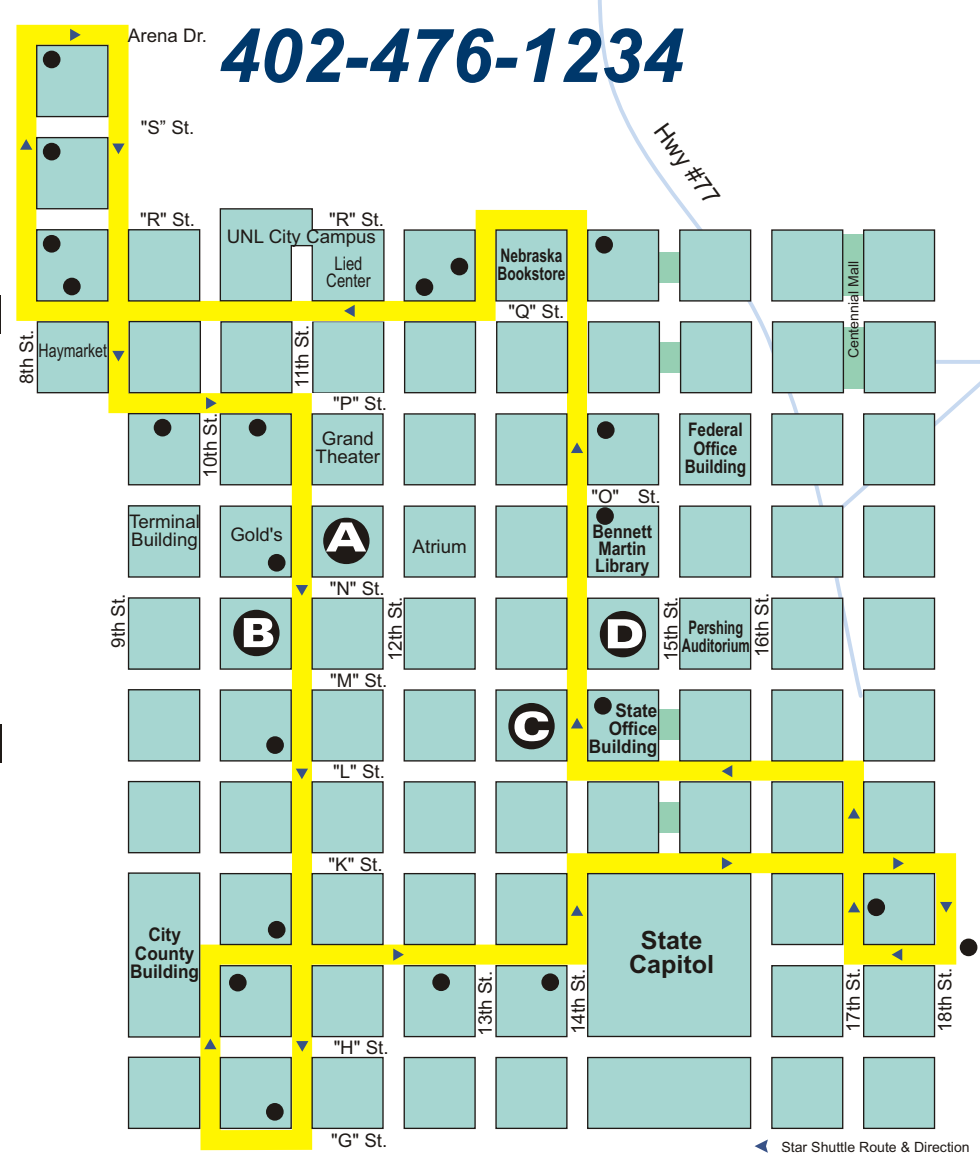 Arena Dr.
402-476-1234
"S" St.
Hwy #77
"R" St.
"R" St.
UNL City Campus
Lied
Center
Nebraska
Bookstore
Centennial Mall
"Q" St.
8th St.
Haymarket
11th St.
"P" St.
10th St.
Grand
Theater
Federal
Office
Building
"O" St.
Terminal
Building
Gold's
A
Atrium
Bennett
Martin
Library
"N" St.
9th St.
B
12th St.
D
15th St.
Pershing
Auditorium
16th St.
"M" St.
C
State
Office
Building
"L" St.
"K" St.
City
County
Building
State
Capitol
13th St.
14th St.
17th St.
18th St.
"H" St.
"G" St.
Star Shuttle Route & Direction